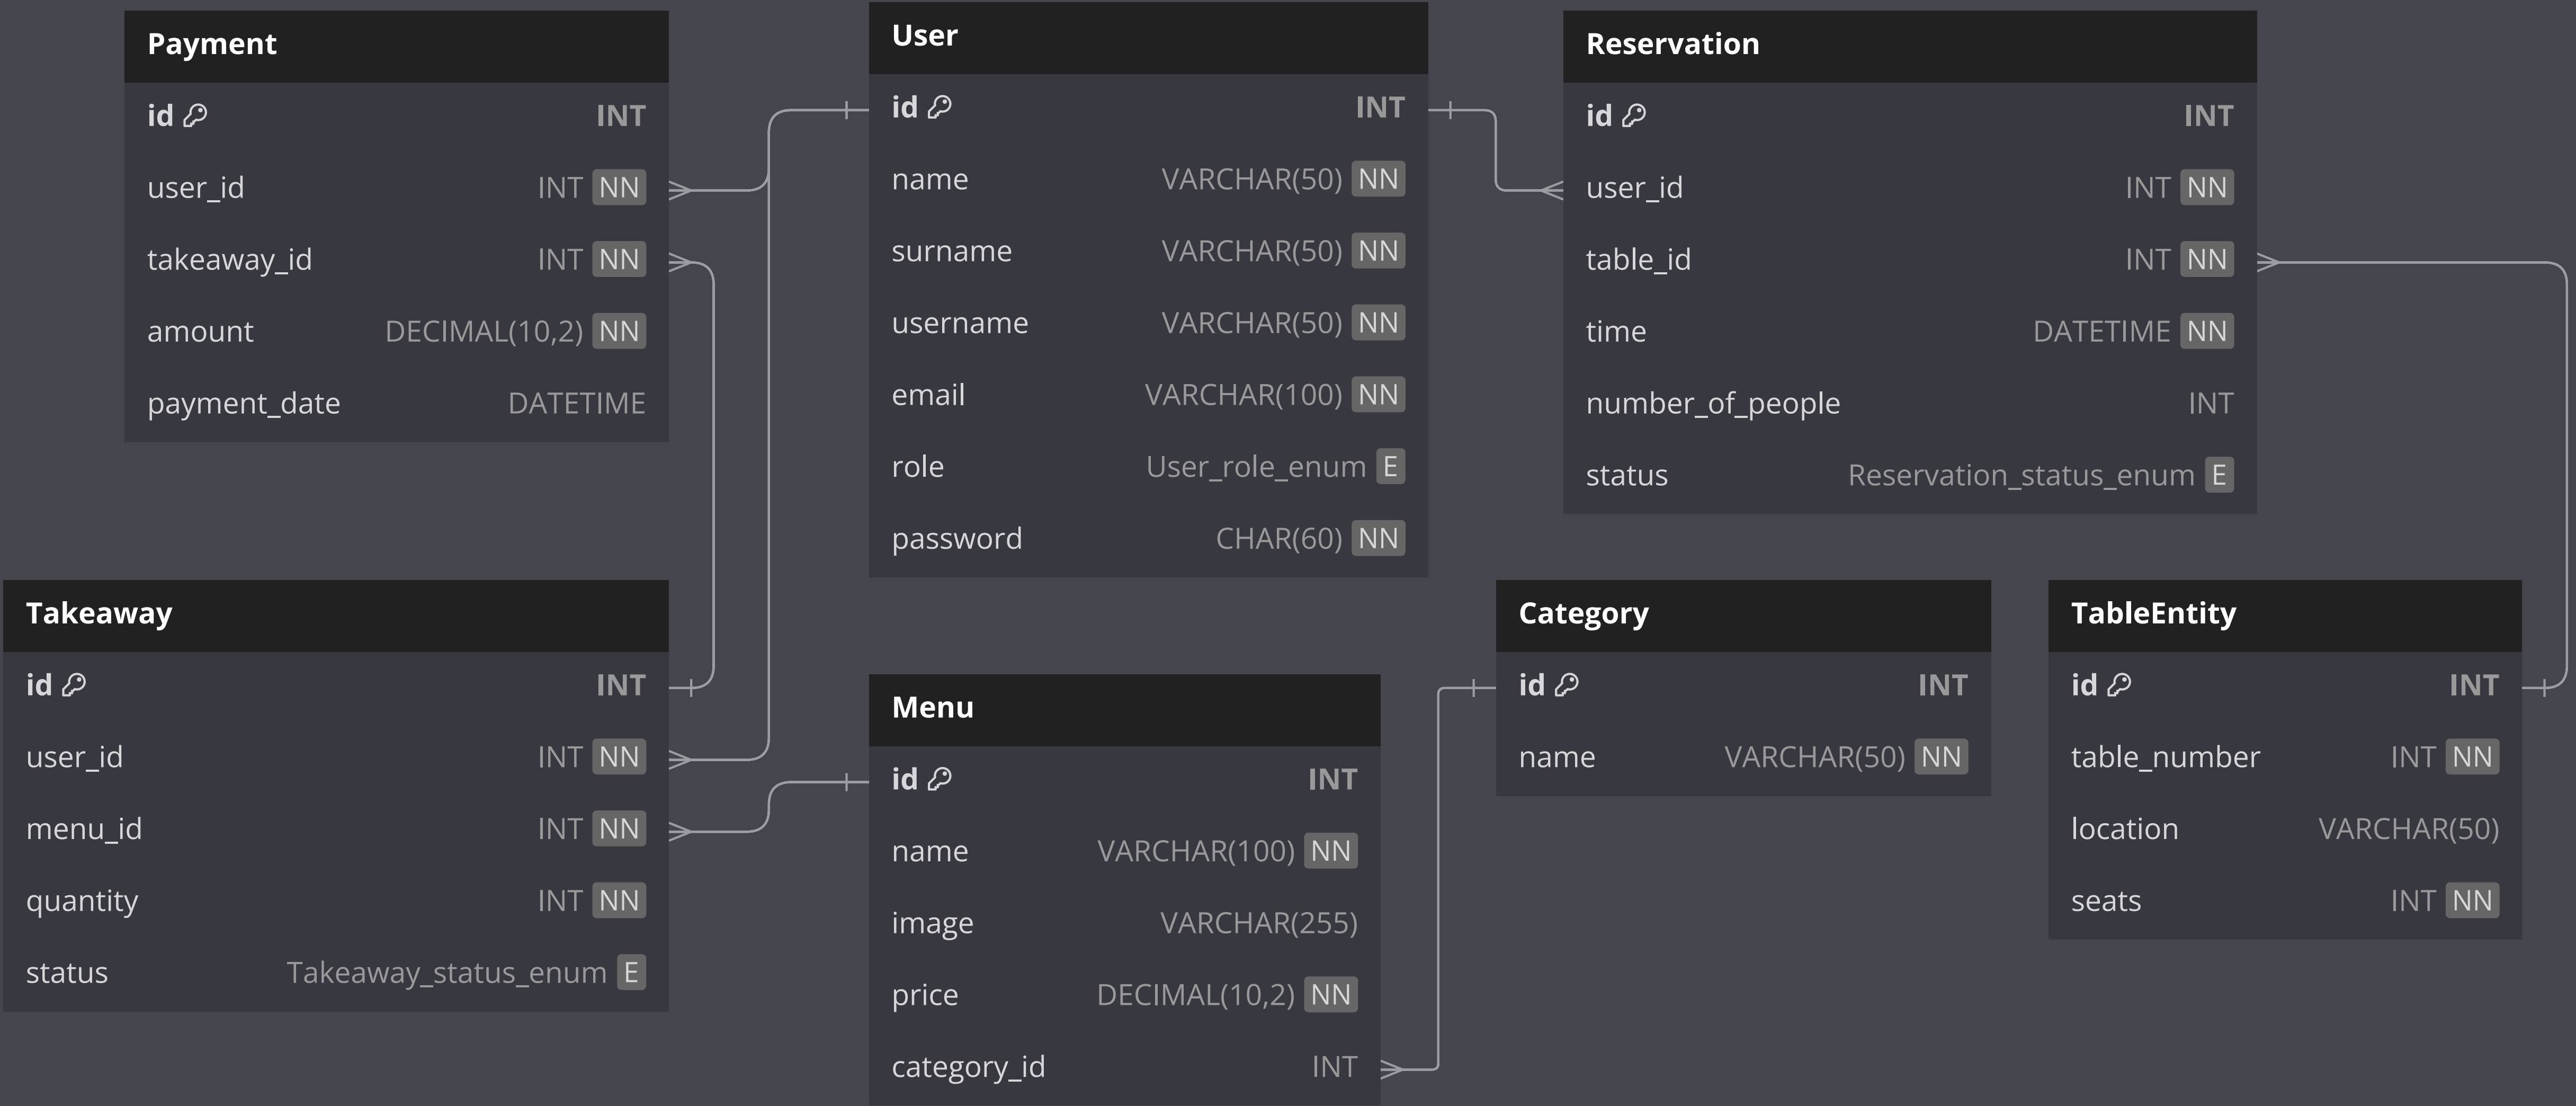 Payment
id INT
user_id INT NN
takeaway_id INT NN
amount DECIMAL(10,2) NN
payment_date DATETIME
User
id INT
name VARCHAR(50) NN
surname VARCHAR(50) NN
username VARCHAR(50) NN
email VARCHAR(100) NN
role User_role_enum E
password CHAR(60) NN
Reservation
id INT
user_id INT NN
table_id INT NN
time DATETIME NN
number_of_people INT
status Reservation_status_enum E
Takeaway
id INT
user_id INT NN
menu_id INT NN
quantity INT NN
status Takeaway_status_enum E
Menu
id INT
name VARCHAR(100) NN
image VARCHAR(255)
price DECIMAL(10,2) NN
category_id INT
Category
id INT
name VARCHAR(50) NN
TableEntity
id INT
table_number INT NN
location VARCHAR(50)
seats INT NN